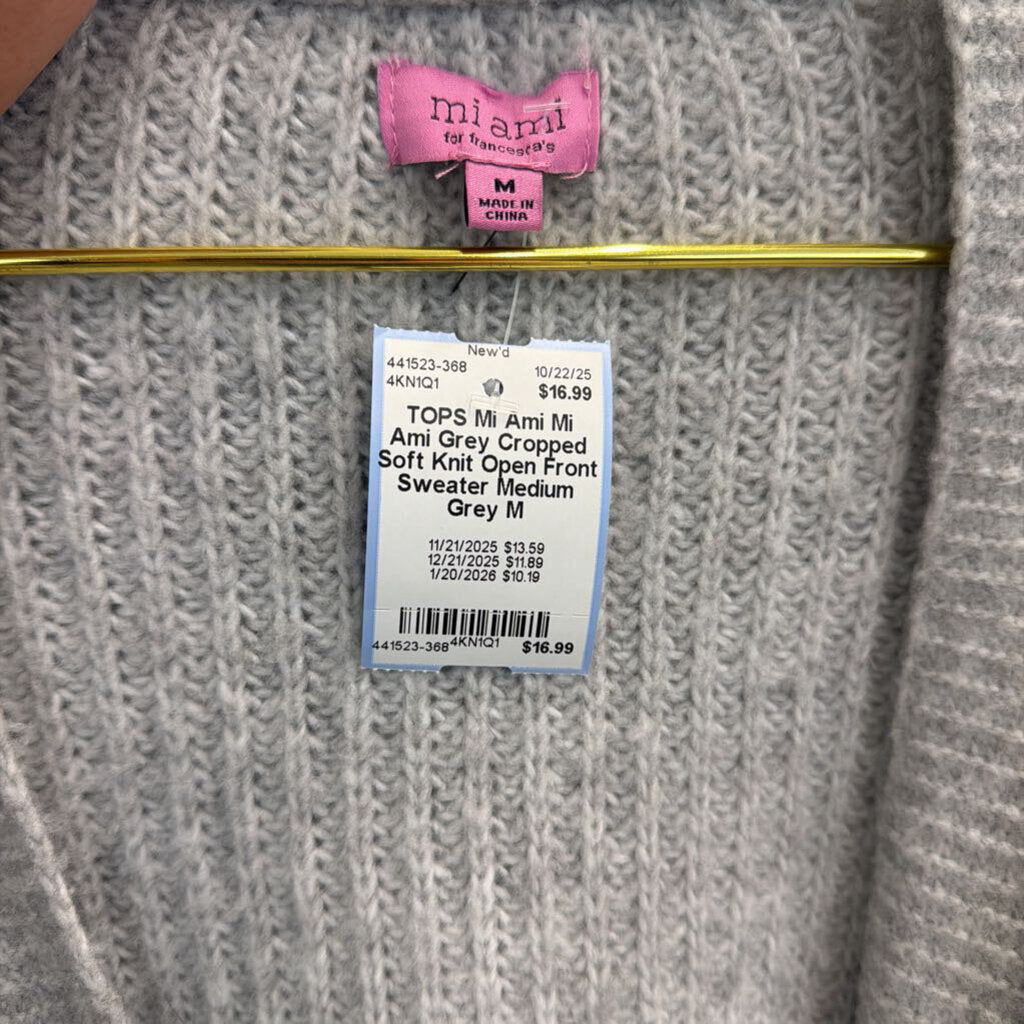 mi ami
for francesca's
M
MADE IN
CHINA
New'd
441523-368
10/22/25
4KN1Q1
$16.99
TOPS Mi Ami Mi
Ami Grey Cropped
Soft Knit Open Front
Sweater Medium
Grey M
11/21/2025 $13.59
12/21/2025 $11.89
1/20/2026 $10.19
441523-368 4KN1Q1 $16.99